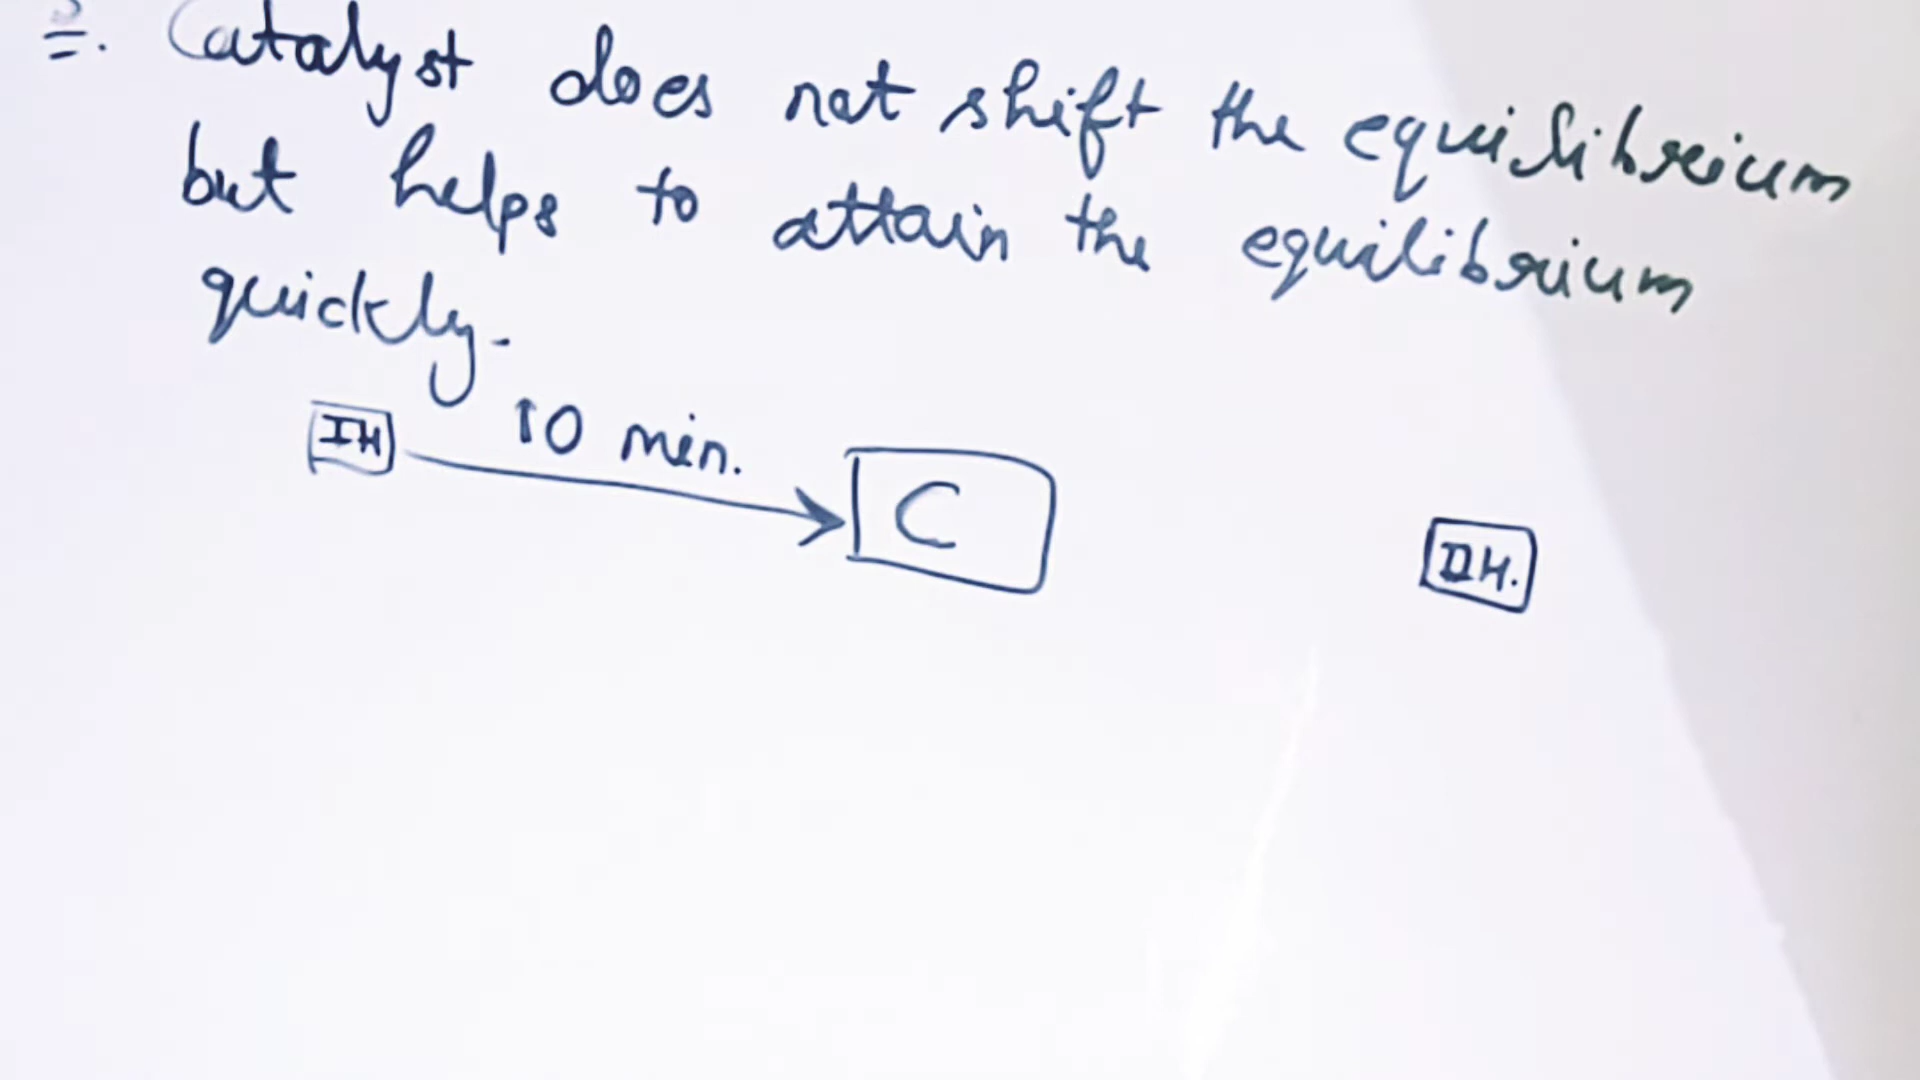 Catalyst does not shift the equilibrium
but helps to attain the equilibrium
quickly.
IH 10 min. C IIH.